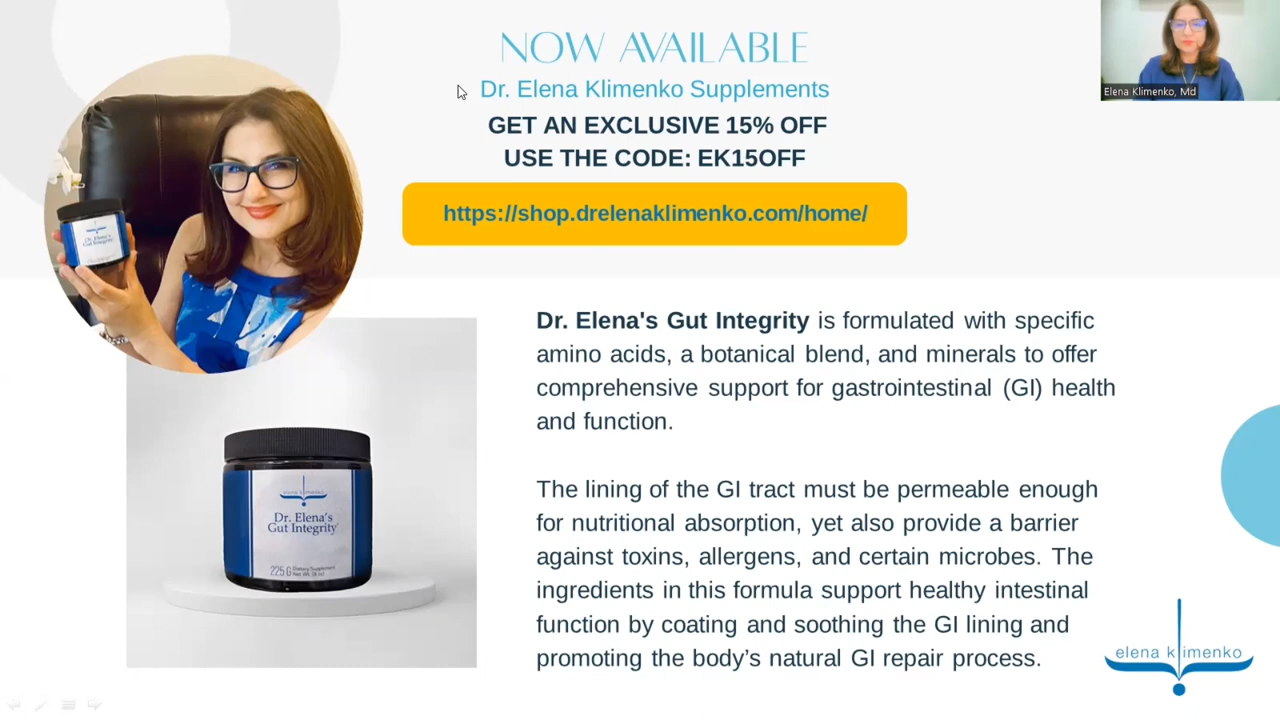 NOW AVAILABLE
Dr. Elena Klimenko Supplements
GET AN EXCLUSIVE 15% OFF
USE THE CODE: EK15OFF
https://shop.drelenaklimenko.com/home/
Elena Klimenko, Md
Dr. Elena's
Gut Integrity
Dr. Elena's Gut Integrity is formulated with specific
amino acids, a botanical blend, and minerals to offer
comprehensive support for gastrointestinal (GI) health
and function.
The lining of the GI tract must be permeable enough
for nutritional absorption, yet also provide a barrier
against toxins, allergens, and certain microbes. The
ingredients in this formula support healthy intestinal
function by coating and soothing the GI lining and
promoting the body’s natural GI repair process.
elena klimenko
Dr. Elena's
Gut Integrity
225 G Dietary Supplement
elena klimenko